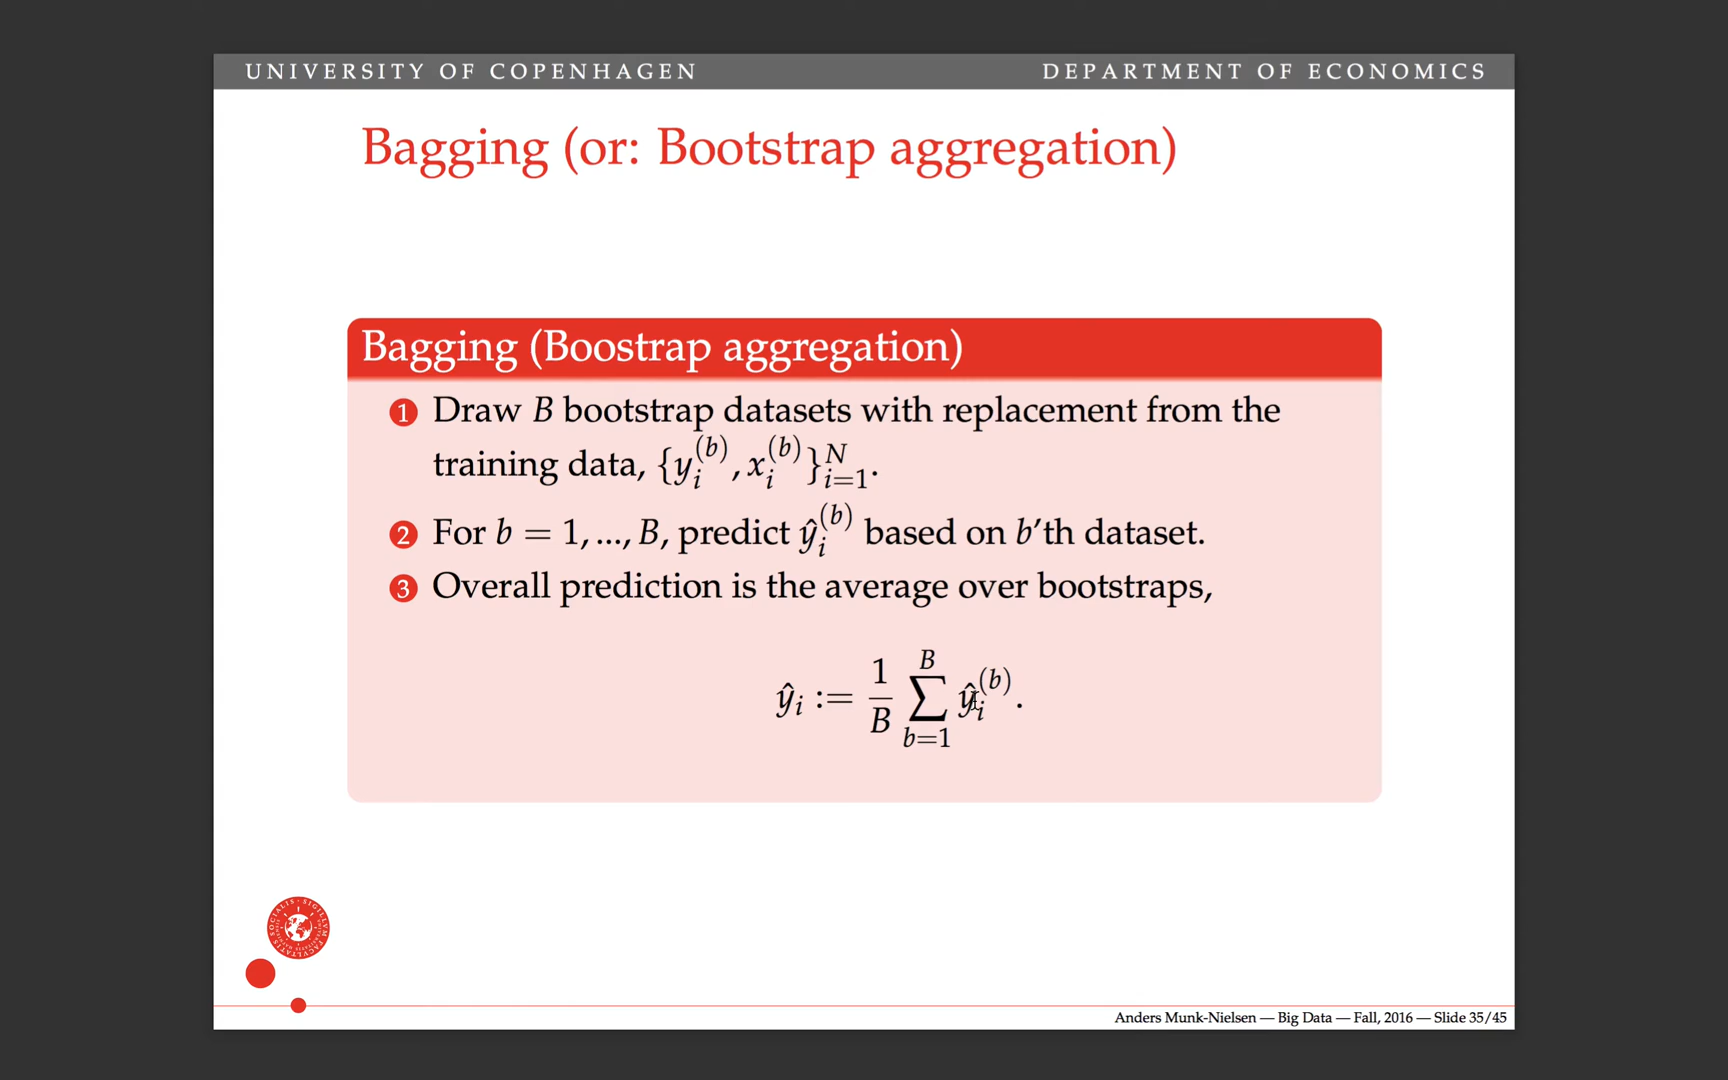 UNIVERSITY OF COPENHAGEN DEPARTMENT OF ECONOMICS
Bagging (or: Bootstrap aggregation)
Bagging (Boostrap aggregation)
1 Draw B bootstrap datasets with replacement from the
training data, {y_i^(b), x_i^(b)}_{i=1}^N.
2 For b = 1, ..., B, predict ŷ_i^(b) based on b'th dataset.
3 Overall prediction is the average over bootstraps,
ŷ_i := 1/B ∑_{b=1}^B ŷ_i^(b).
Anders Munk-Nielsen — Big Data — Fall, 2016 — Slide 35/45